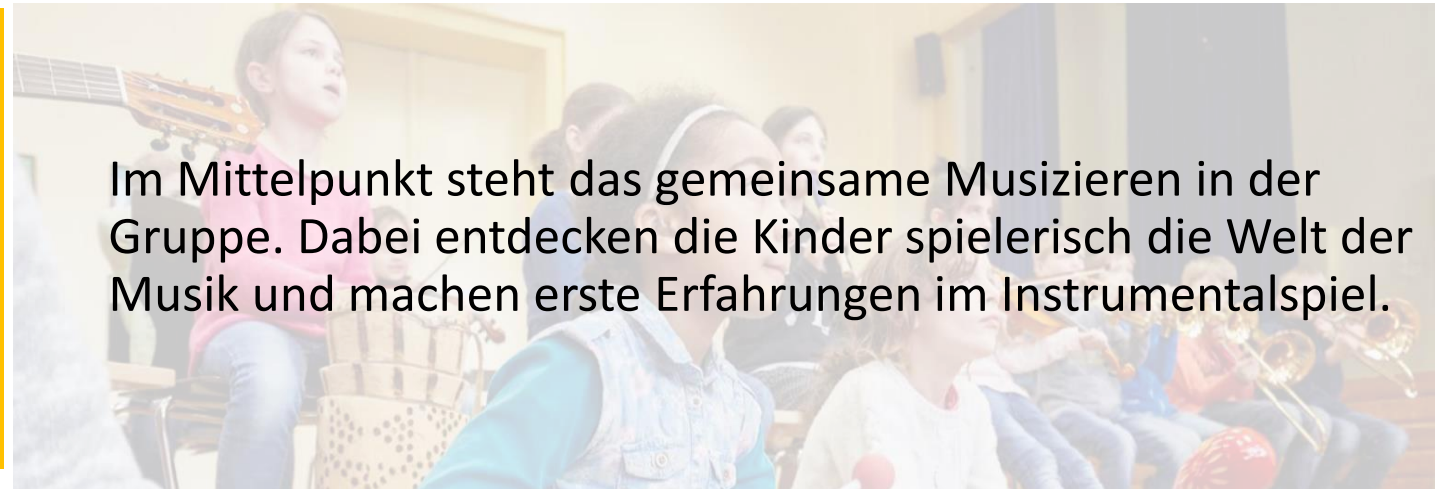 Im Mittelpunkt steht das gemeinsame Musizieren in der
Gruppe. Dabei entdecken die Kinder spielerisch die Welt der
Musik und machen erste Erfahrungen im Instrumentalspiel.